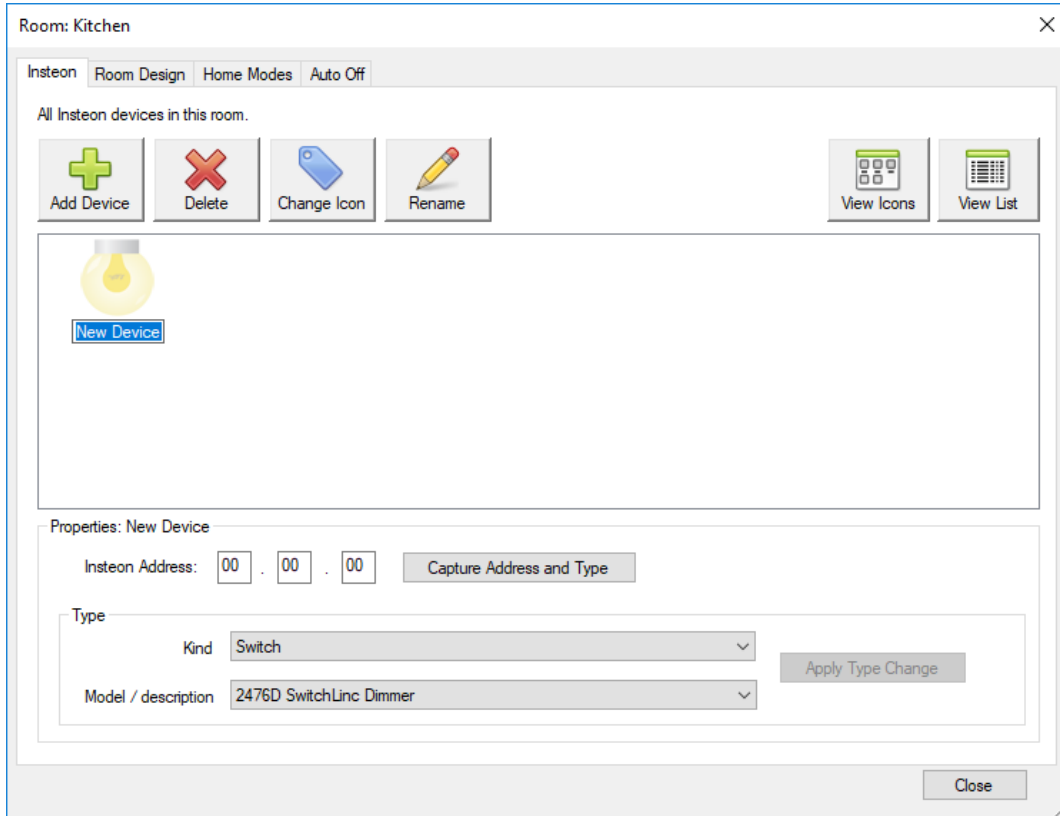 Room: Kitchen
Insteon Room Design Home Modes Auto Off
All Insteon devices in this room.
Add Device Delete Change Icon Rename View Icons View List
New Device
Properties: New Device
Insteon Address: 00 . 00 . 00 Capture Address and Type
Type
Kind Switch
Apply Type Change
Model / description 2476D SwitchLinc Dimmer
Close